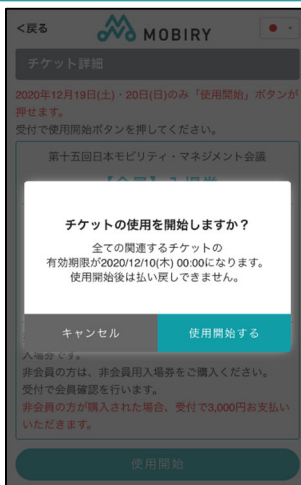 <戻る
MOBIRY
チケット詳細
2020年12月19日(土)・20日(日)のみ「使用開始」ボタンが
押せます。
受付で使用開始ボタンを押してください。
第十五回日本モビリティ・マネジメント会議
チケットの使用を開始しますか？
全ての関連するチケットの
有効期限が2020/12/10(木) 00:00になります。
使用開始後は払い戻しできません。
キャンセル
使用開始する
入場券です。
非会員の方は、非会員用入場券をご購入ください。
受付で会員確認を行います。
非会員の方が購入された場合、受付で3,000円お支払い
いただきます。
使用開始